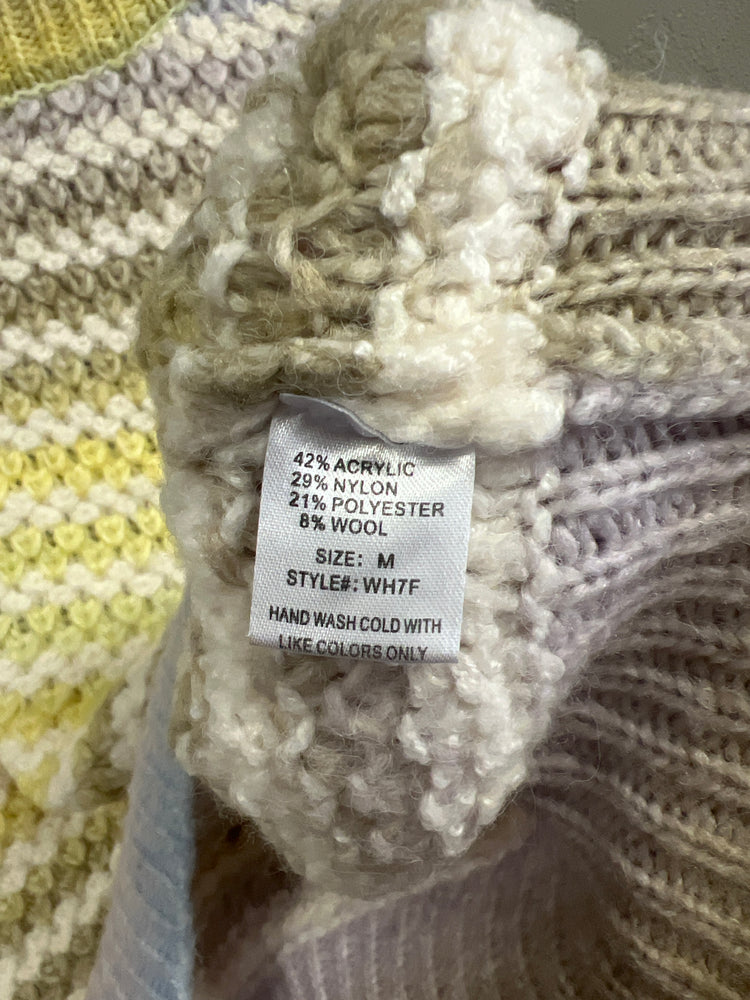 42% ACRYLIC
29% NYLON
21% POLYESTER
8% WOOL
SIZE: M
STYLE#: WH7F
HAND WASH COLD WITH
LIKE COLORS ONLY